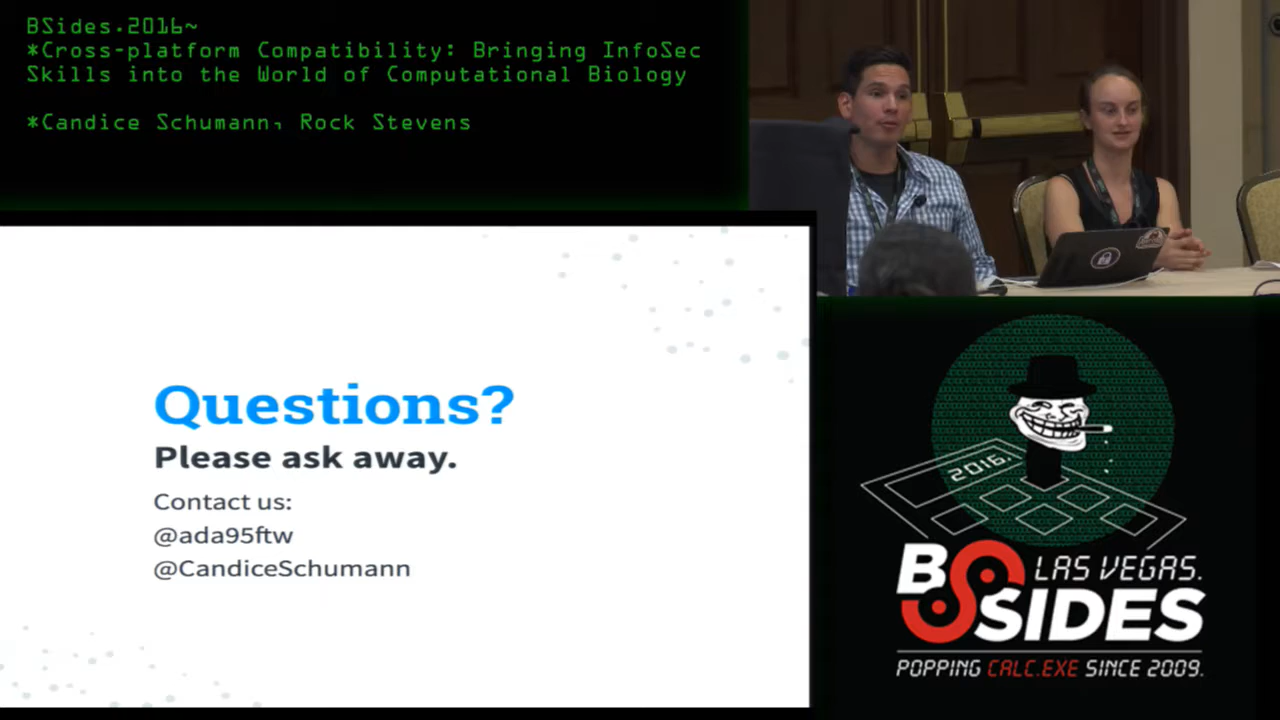 BSides.2016~
*Cross-platform Compatibility: Bringing InfoSec
Skills into the World of Computational Biology
*Candice Schumann, Rock Stevens
Questions?
Please ask away.
Contact us:
@ada95ftw
@CandiceSchumann
2016.
BSIDES
LAS VEGAS.
POPPING CALC.EXE SINCE 2009.